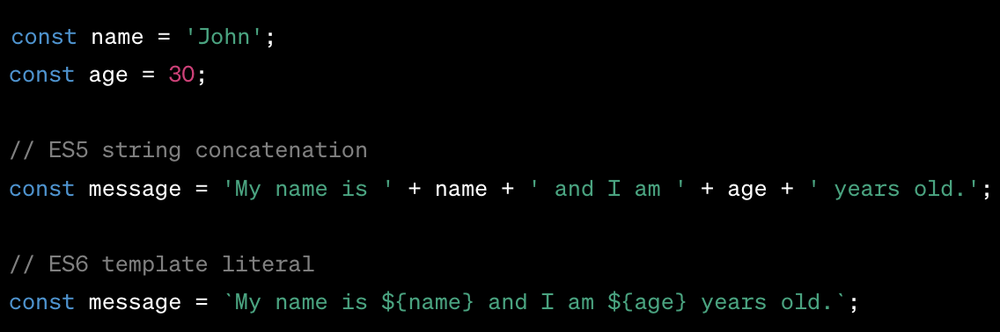 const name = 'John';
const age = 30;
// ES5 string concatenation
const message = 'My name is ' + name + ' and I am ' + age + ' years old.';
// ES6 template literal
const message = `My name is ${name} and I am ${age} years old.`;